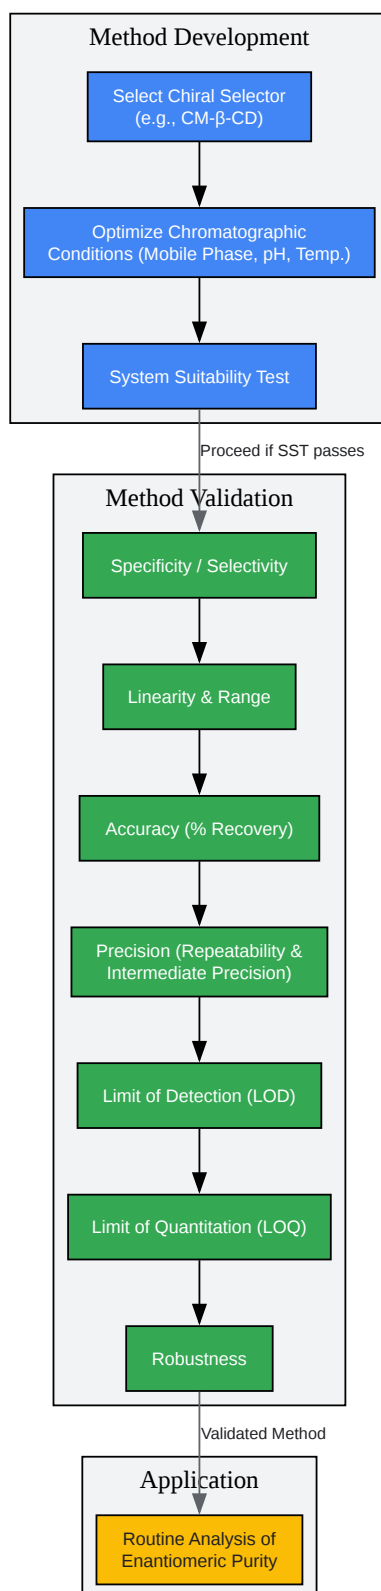 Method Development
Select Chiral Selector
(e.g., CM-β-CD)
Optimize Chromatographic
Conditions (Mobile Phase, pH, Temp.)
System Suitability Test
Proceed if SST passes
Method Validation
Specificity / Selectivity
Linearity & Range
Accuracy (% Recovery)
Precision (Repeatability &
Intermediate Precision)
Limit of Detection (LOD)
Limit of Quantitation (LOQ)
Robustness
Validated Method
Application
Routine Analysis of
Enantiomeric Purity